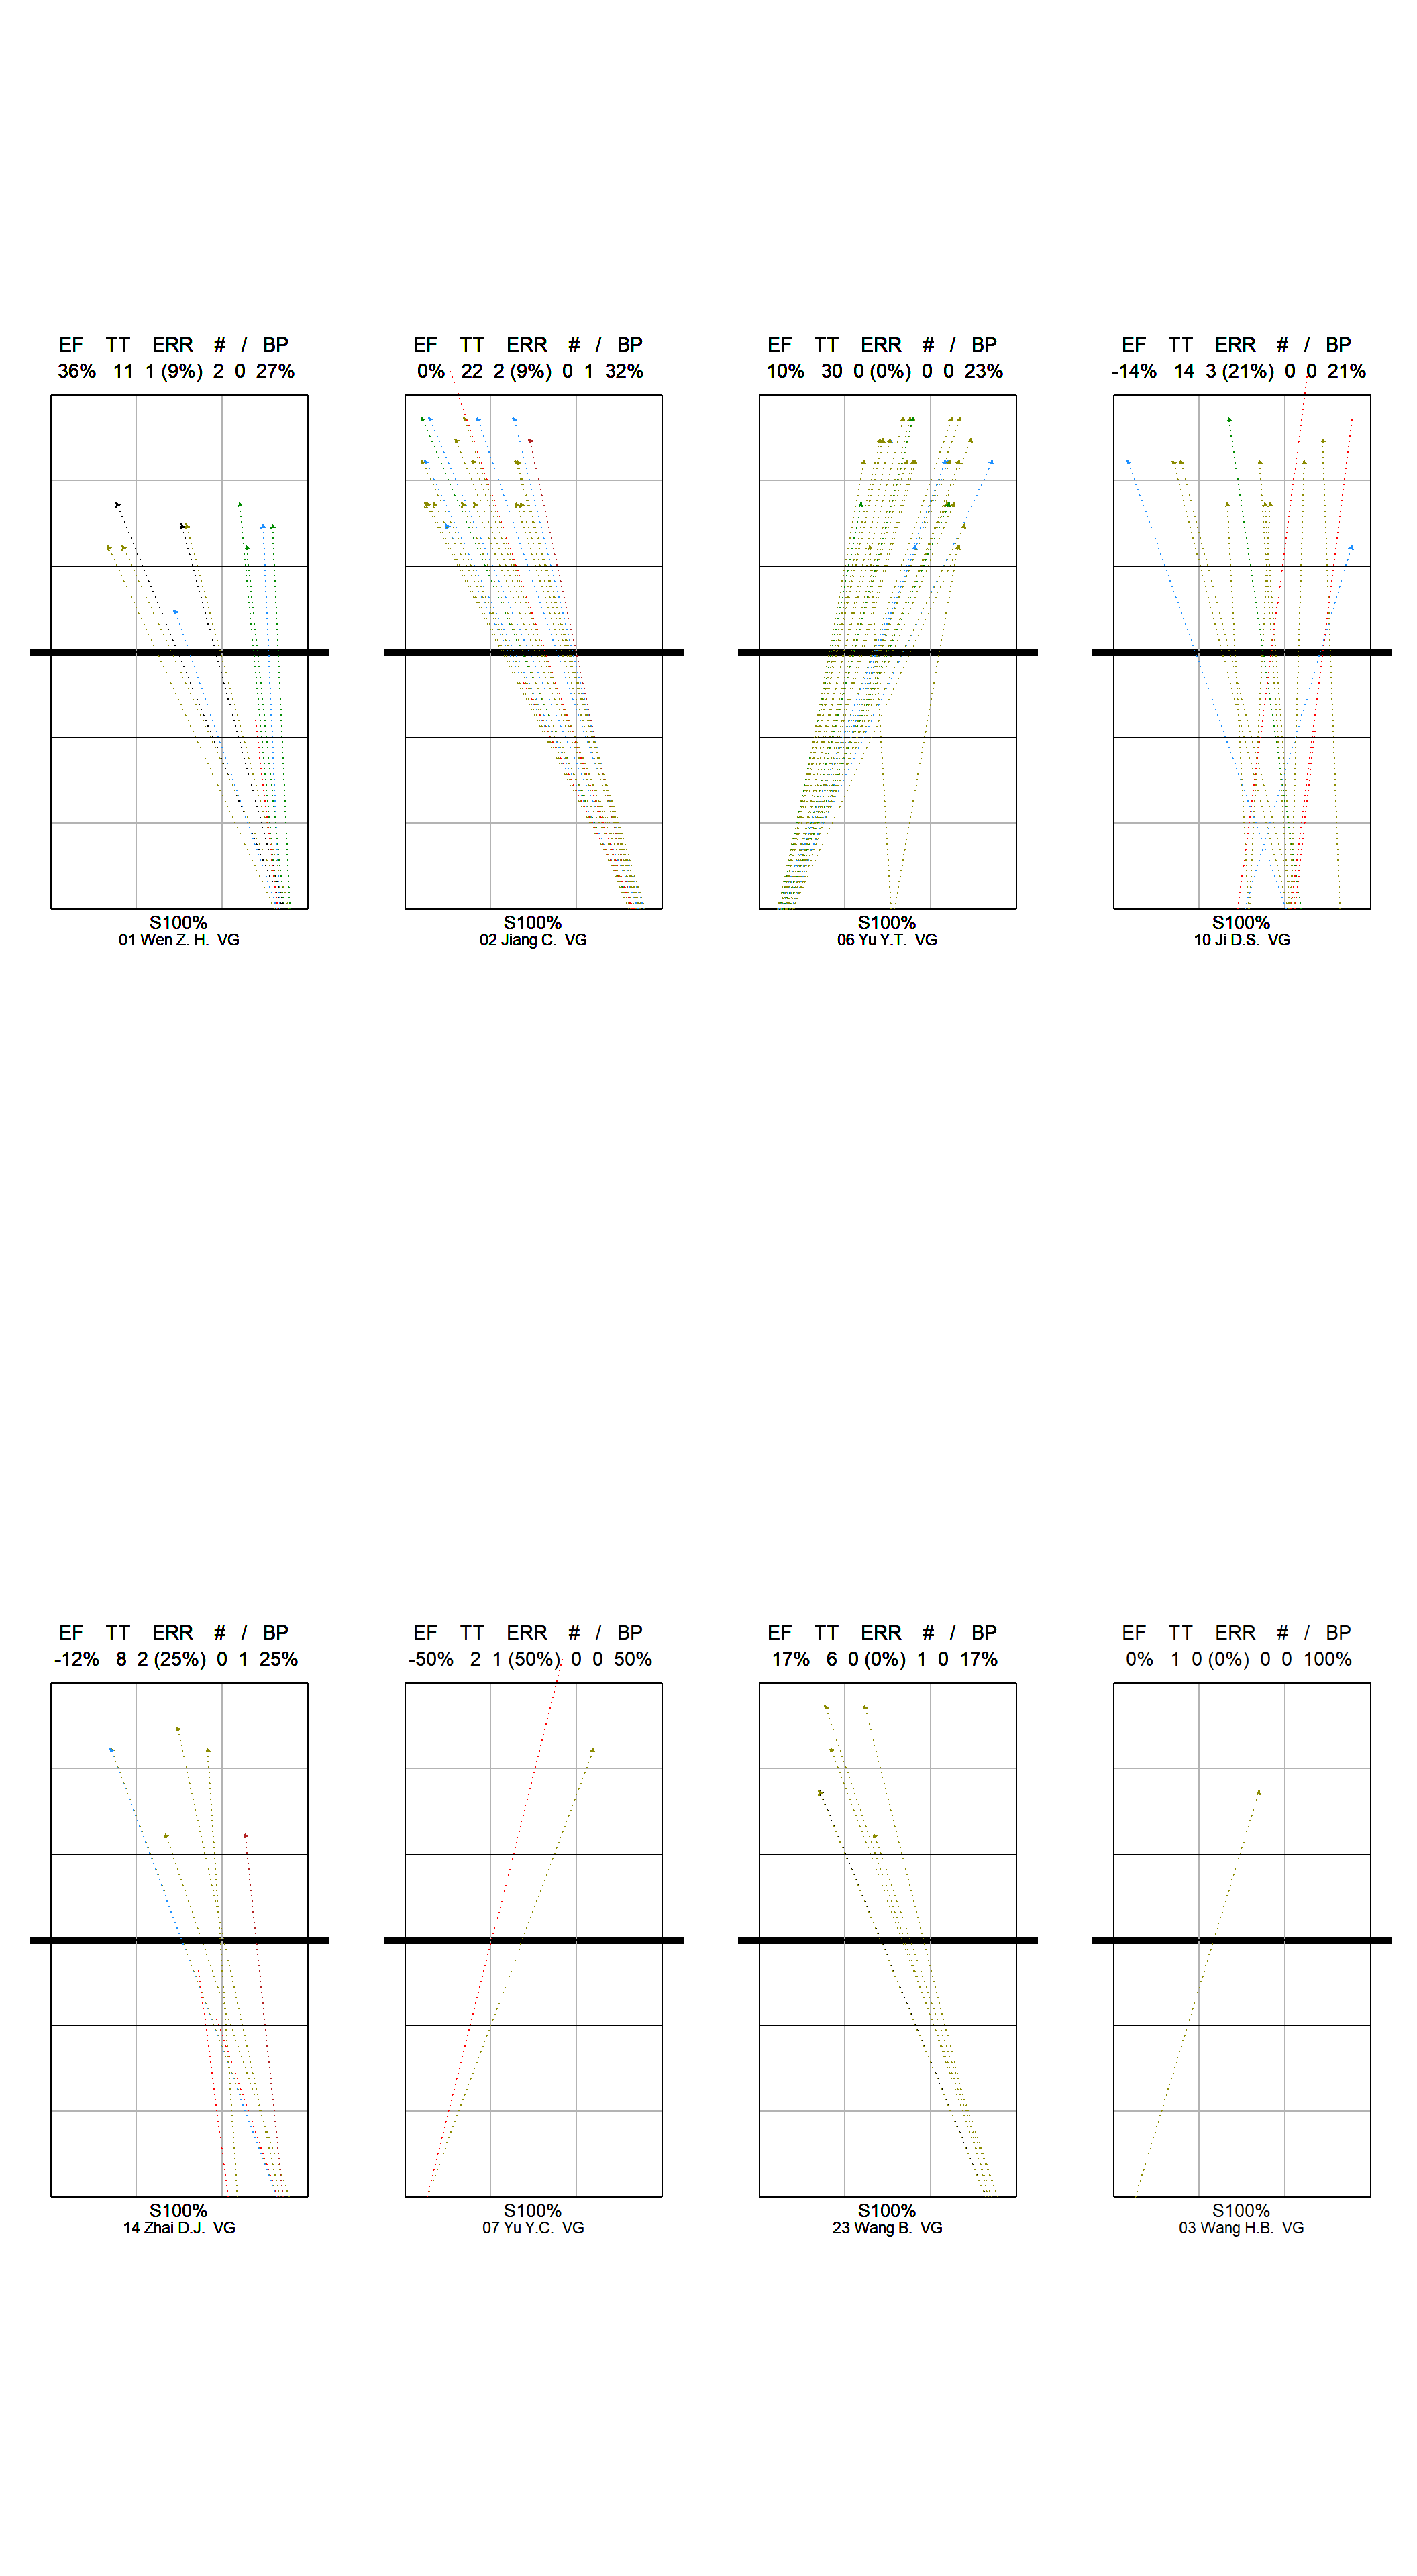 EF TT ERR # / BP
36% 11 1 (9%) 2 0 27%
S100%
01 Wen Z. H. VG
EF TT ERR # / BP
0% 22 2 (9%) 0 1 32%
S100%
02 Jiang C. VG
EF TT ERR # / BP
10% 30 0 (0%) 0 0 23%
S100%
06 Yu Y.T. VG
EF TT ERR # / BP
-14% 14 3 (21%) 0 0 21%
S100%
10 Ji D.S. VG
EF TT ERR # / BP
-12% 8 2 (25%) 0 1 25%
S100%
14 Zhai D.J. VG
EF TT ERR # / BP
-50% 2 1 (50%) 0 0 50%
S100%
07 Yu Y.C. VG
EF TT ERR # / BP
17% 6 0 (0%) 1 0 17%
S100%
23 Wang B. VG
EF TT ERR # / BP
0% 1 0 (0%) 0 0 100%
S100%
03 Wang H.B. VG